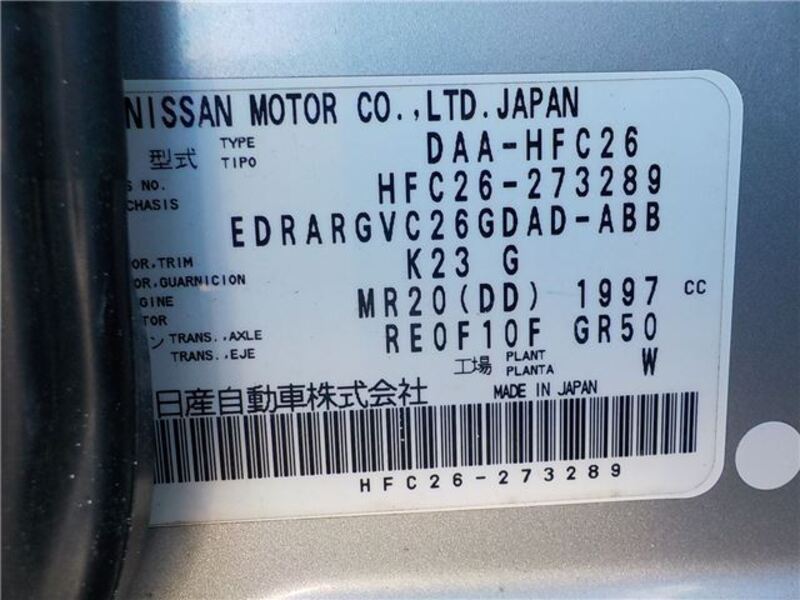 NISSAN MOTOR CO.,LTD.JAPAN
型式 TYPE TIPO DAA-HFC26
S NO. CHASIS HFC26-273289
EDRARGVC26GDAD-ABB
OR,TRIM OR,GUARNICION K23 G
GINE TOR MR20(DD) 1997 CC
ン TRANS.,AXLE TRANS.,EJE RE0F10F GR50
工場 PLANT PLANTA W
日産自動車株式会社 MADE IN JAPAN
HFC26-273289